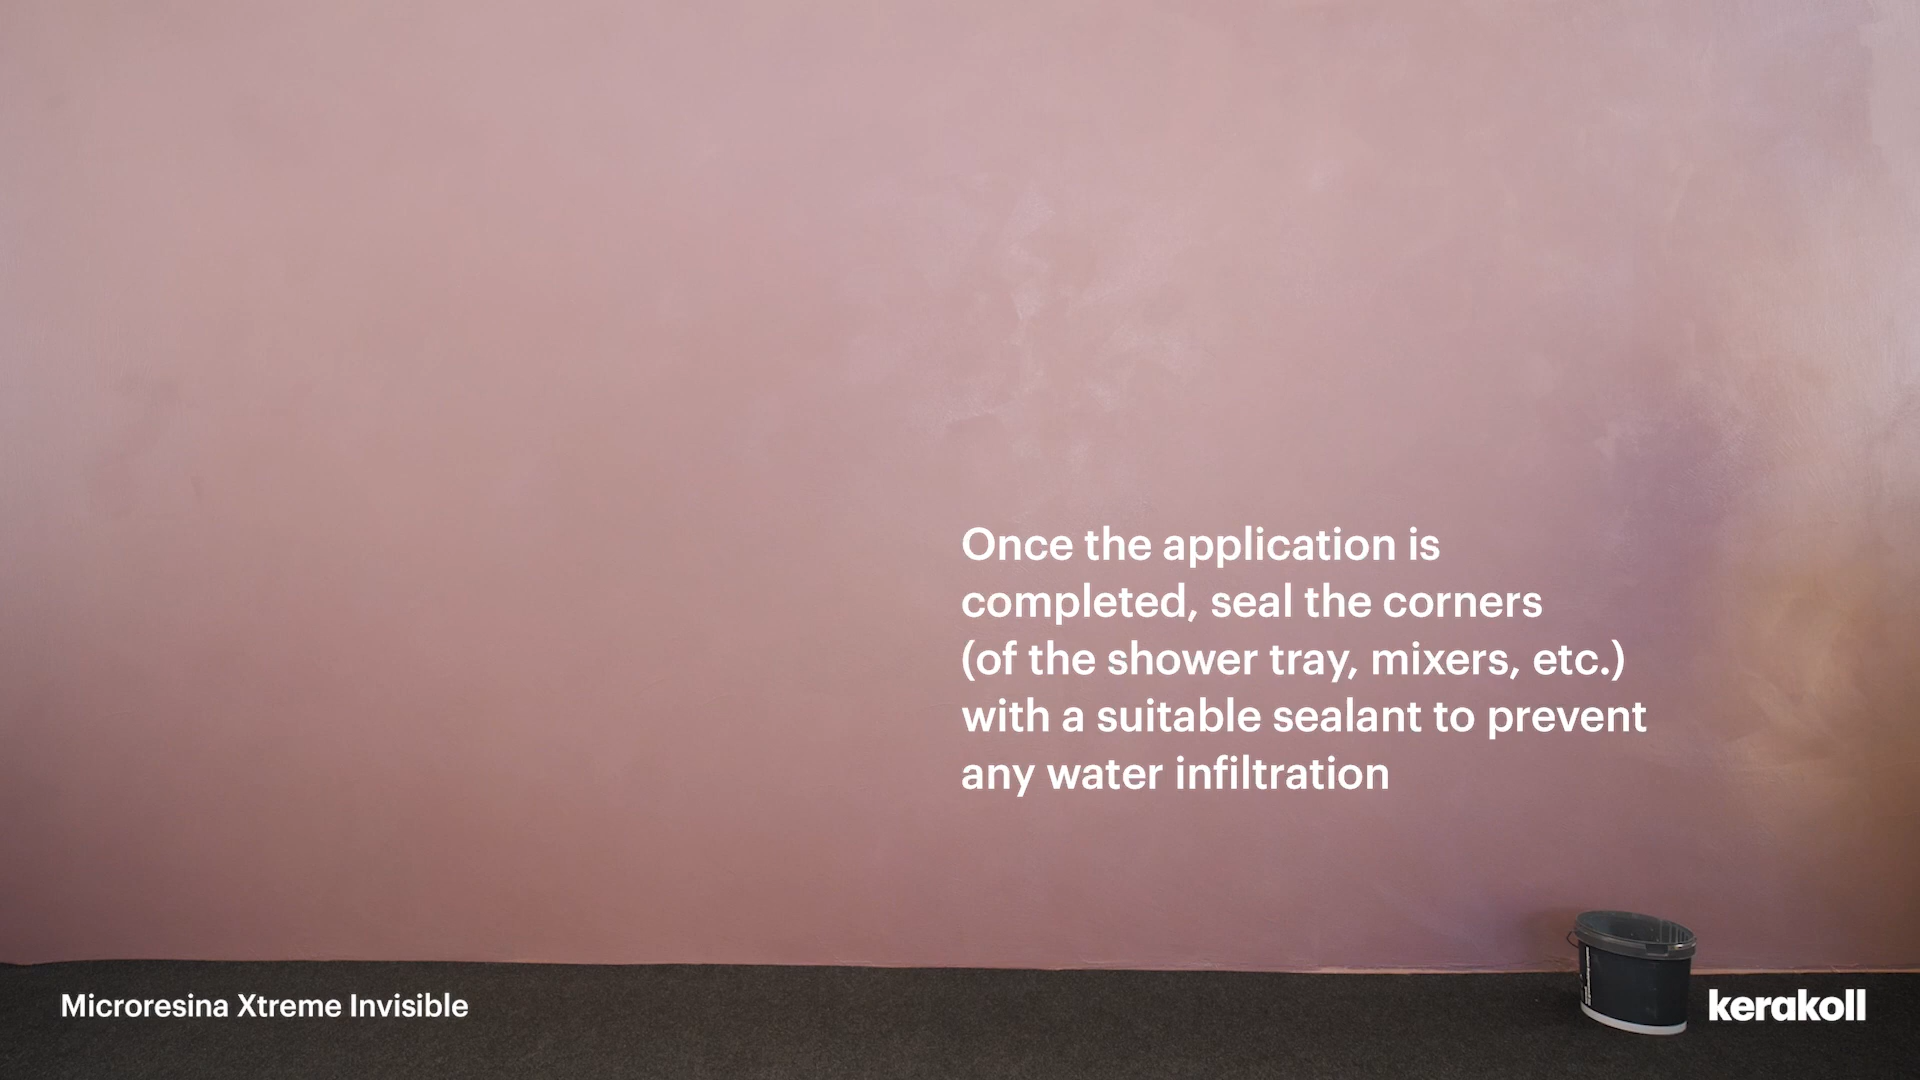 Once the application is
completed, seal the corners
(of the shower tray, mixers, etc.)
with a suitable sealant to prevent
any water infiltration
Microresina Xtreme Invisible
kerakoll